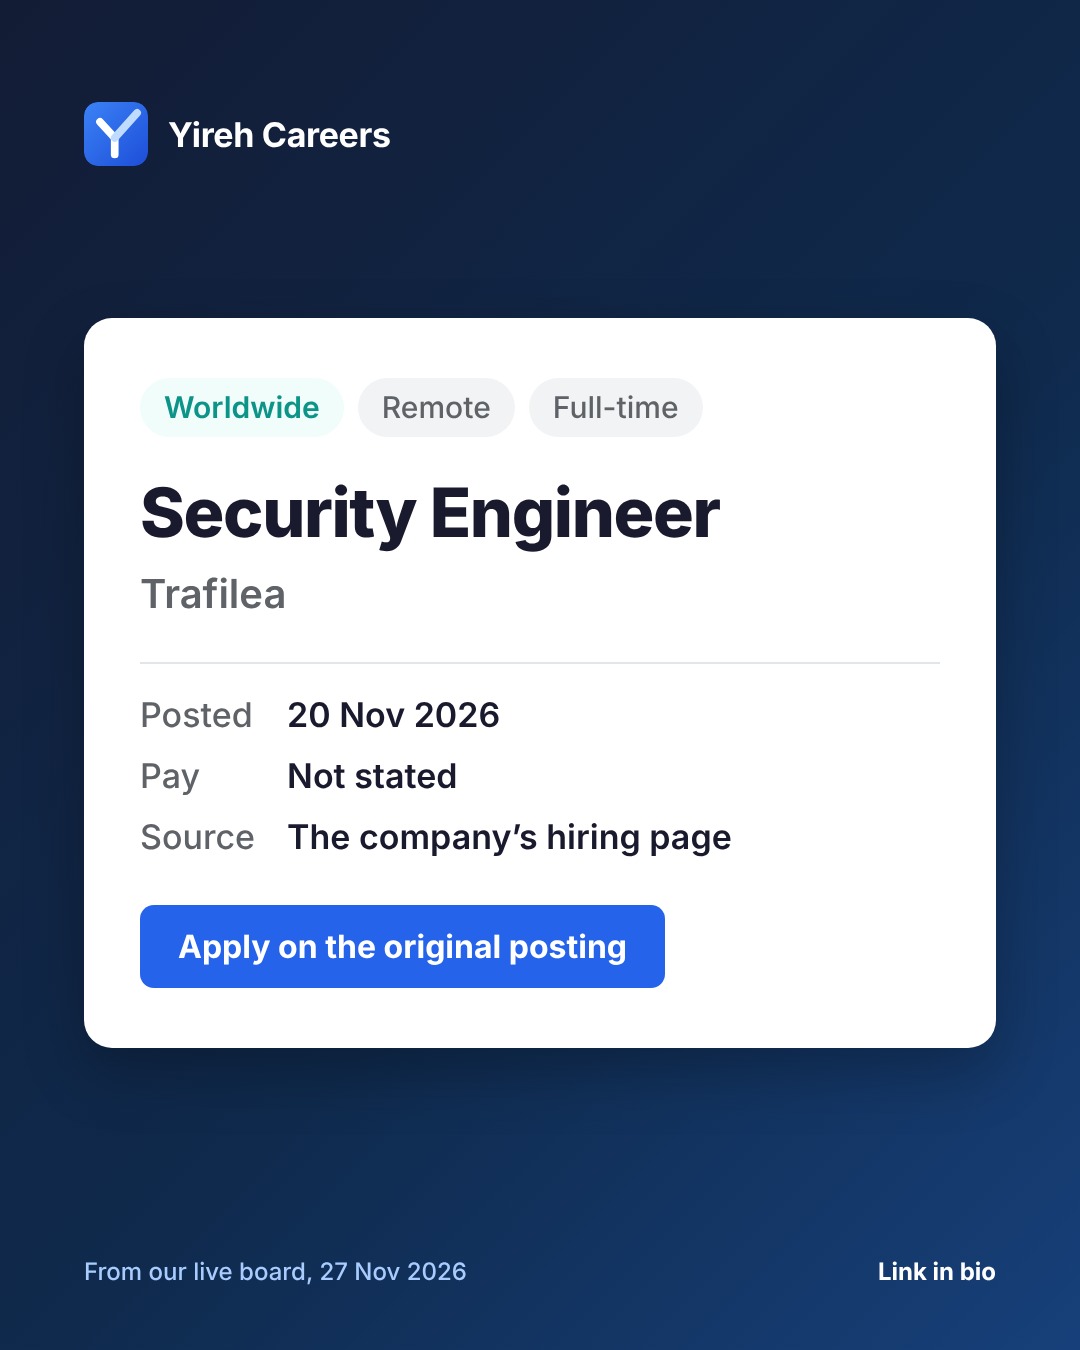 Yireh Careers
Worldwide Remote Full-time
Security Engineer
Trafilea
Posted 20 Nov 2026
Pay Not stated
Source The company’s hiring page
Apply on the original posting
From our live board, 27 Nov 2026 Link in bio